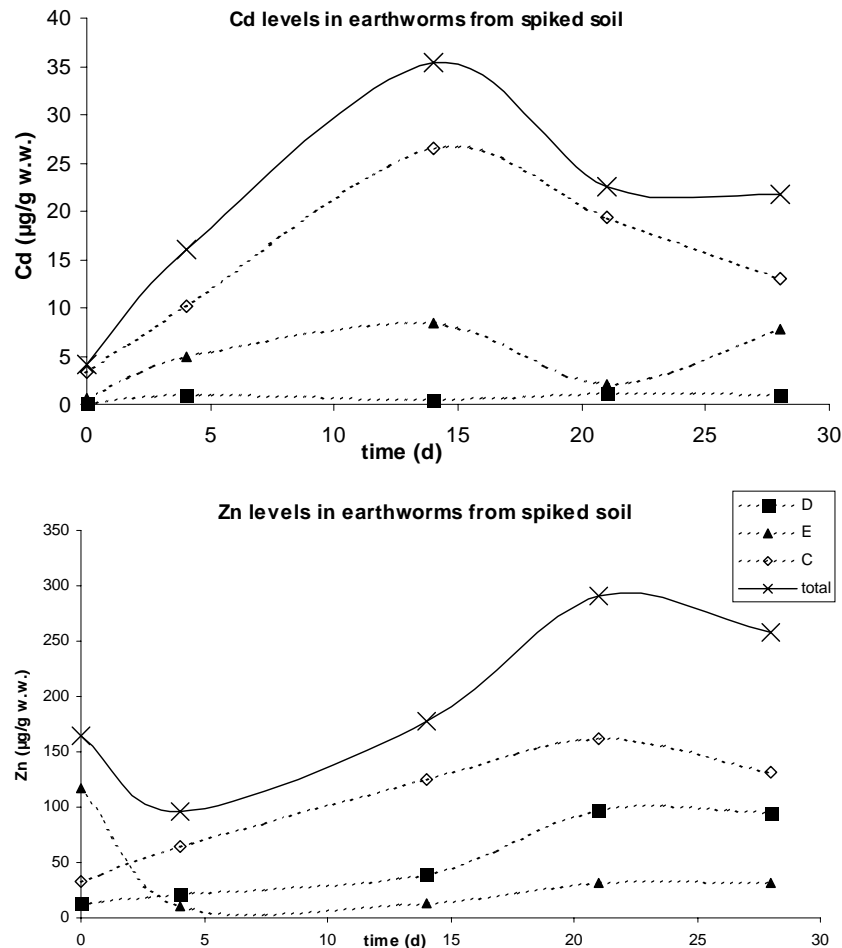 Cd levels in earthworms from spiked soil
40
35
30
25
20
15
10
5
0
Cd (µg/g w.w.)
0 5 10 15 20 25 30
time (d)
Zn levels in earthworms from spiked soil
350
300
250
200
150
100
50
0
Zn (µg/g w.w.)
0 5 10 15 20 25 30
time (d)
D
E
C
total